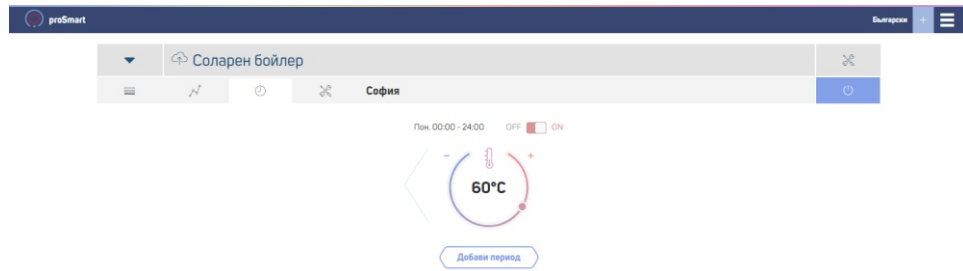 proSmart
Български
Соларен бойлер
София
Пон. 00:00 - 24:00 OFF ON
- +
60°C
Добави период